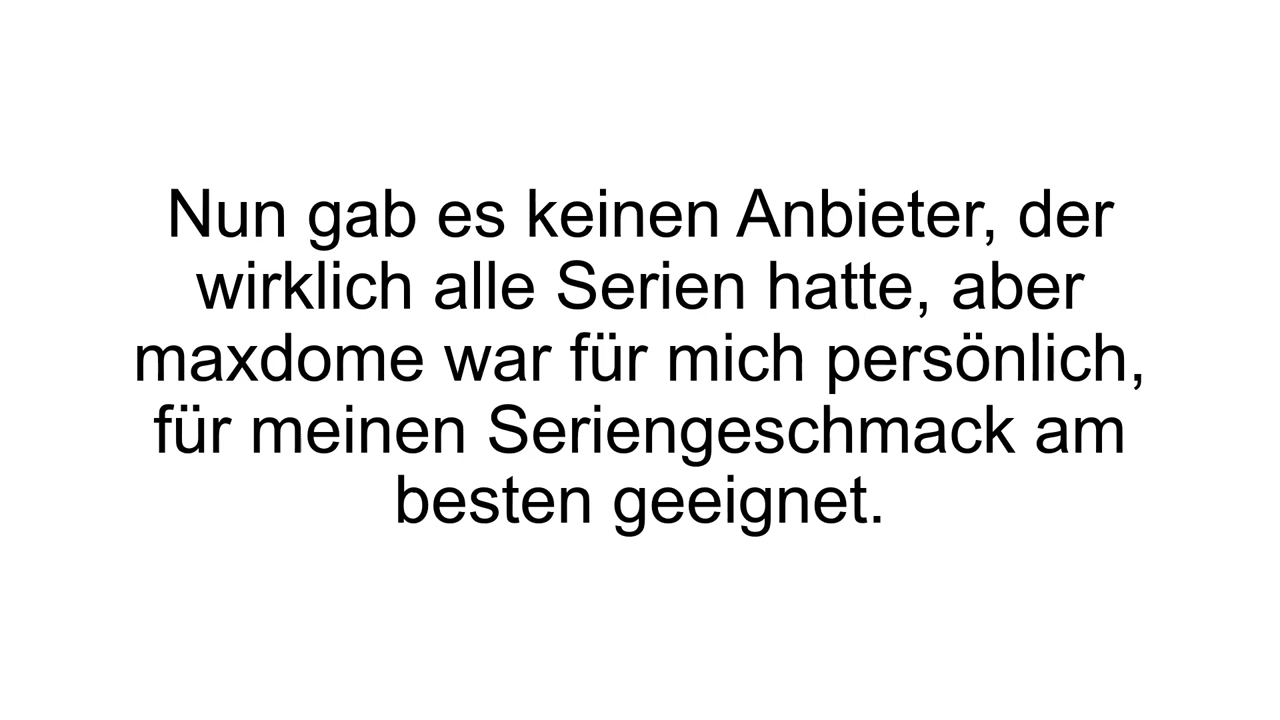 Nun gab es keinen Anbieter, der
wirklich alle Serien hatte, aber
maxdome war für mich persönlich,
für meinen Seriengeschmack am
besten geeignet.